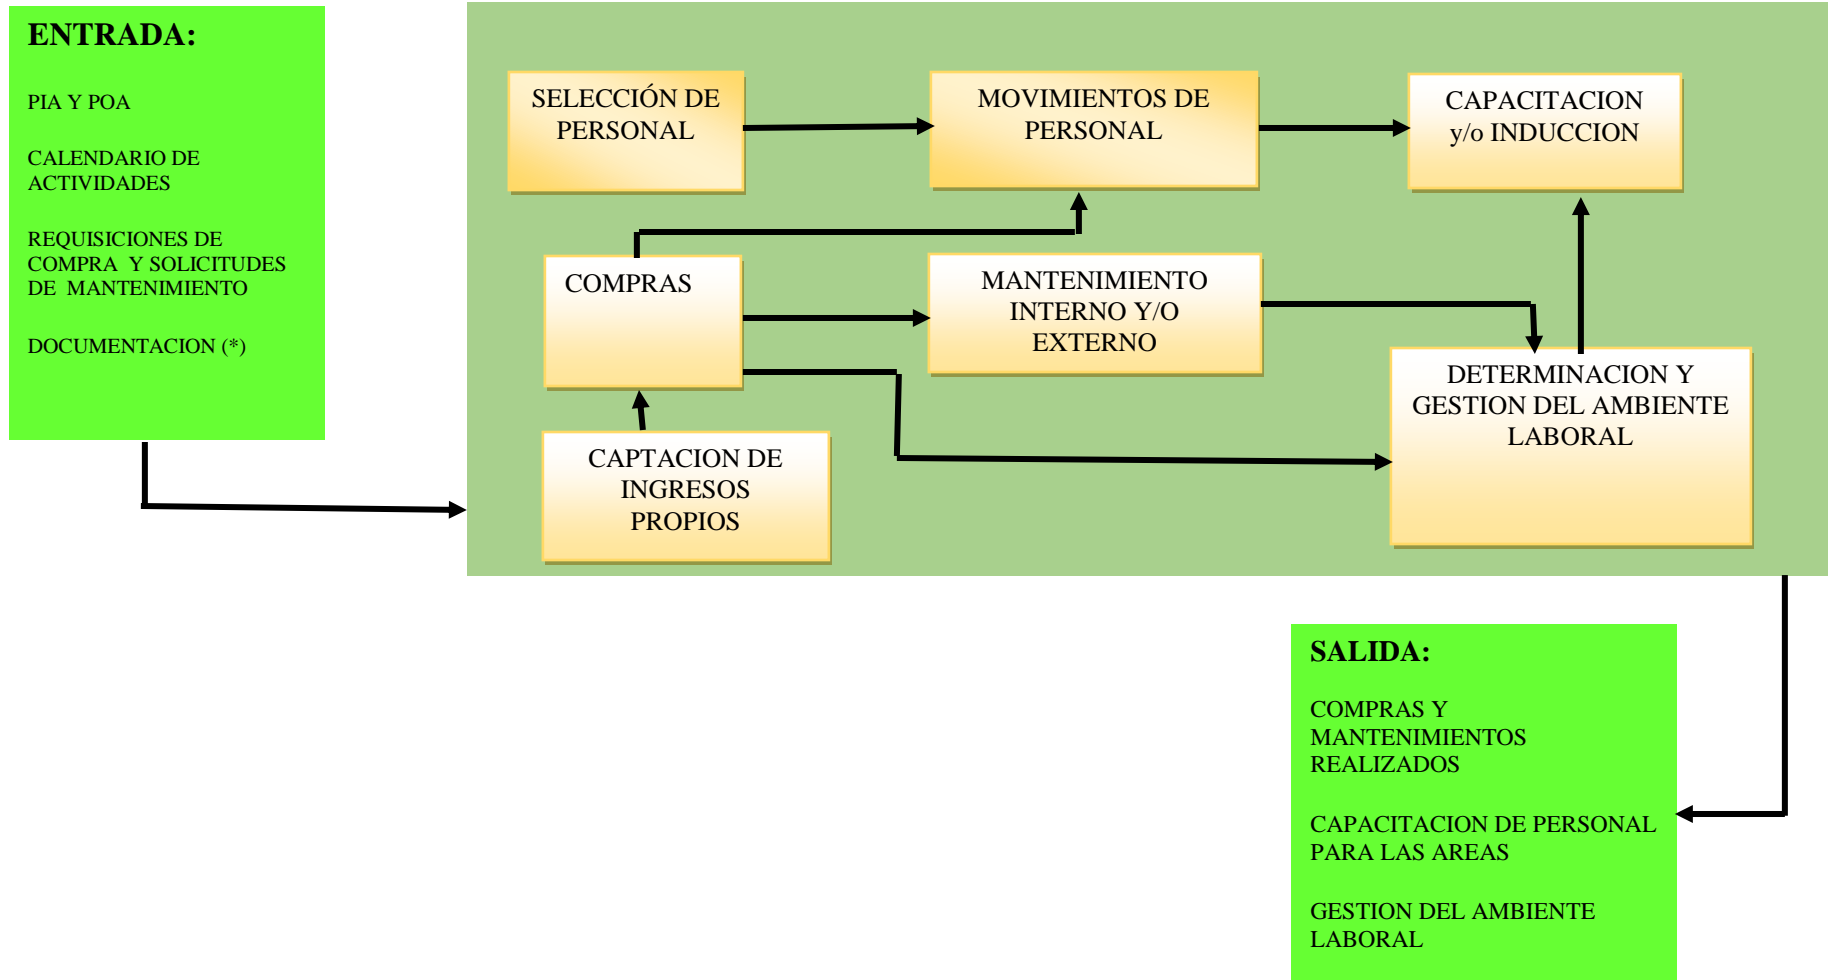 ENTRADA:
PIA Y POA
CALENDARIO DE
ACTIVIDADES
REQUISICIONES DE
COMPRA Y SOLICITUDES
DE MANTENIMIENTO
DOCUMENTACION (*)
SELECCIÓN DE
PERSONAL
MOVIMIENTOS DE
PERSONAL
CAPACITACION
y/o INDUCCION
COMPRAS
MANTENIMIENTO
INTERNO Y/O
EXTERNO
DETERMINACION Y
GESTION DEL AMBIENTE
LABORAL
CAPTACION DE
INGRESOS
PROPIOS
SALIDA:
COMPRAS Y
MANTENIMIENTOS
REALIZADOS
CAPACITACION DE PERSONAL
PARA LAS AREAS
GESTION DEL AMBIENTE
LABORAL